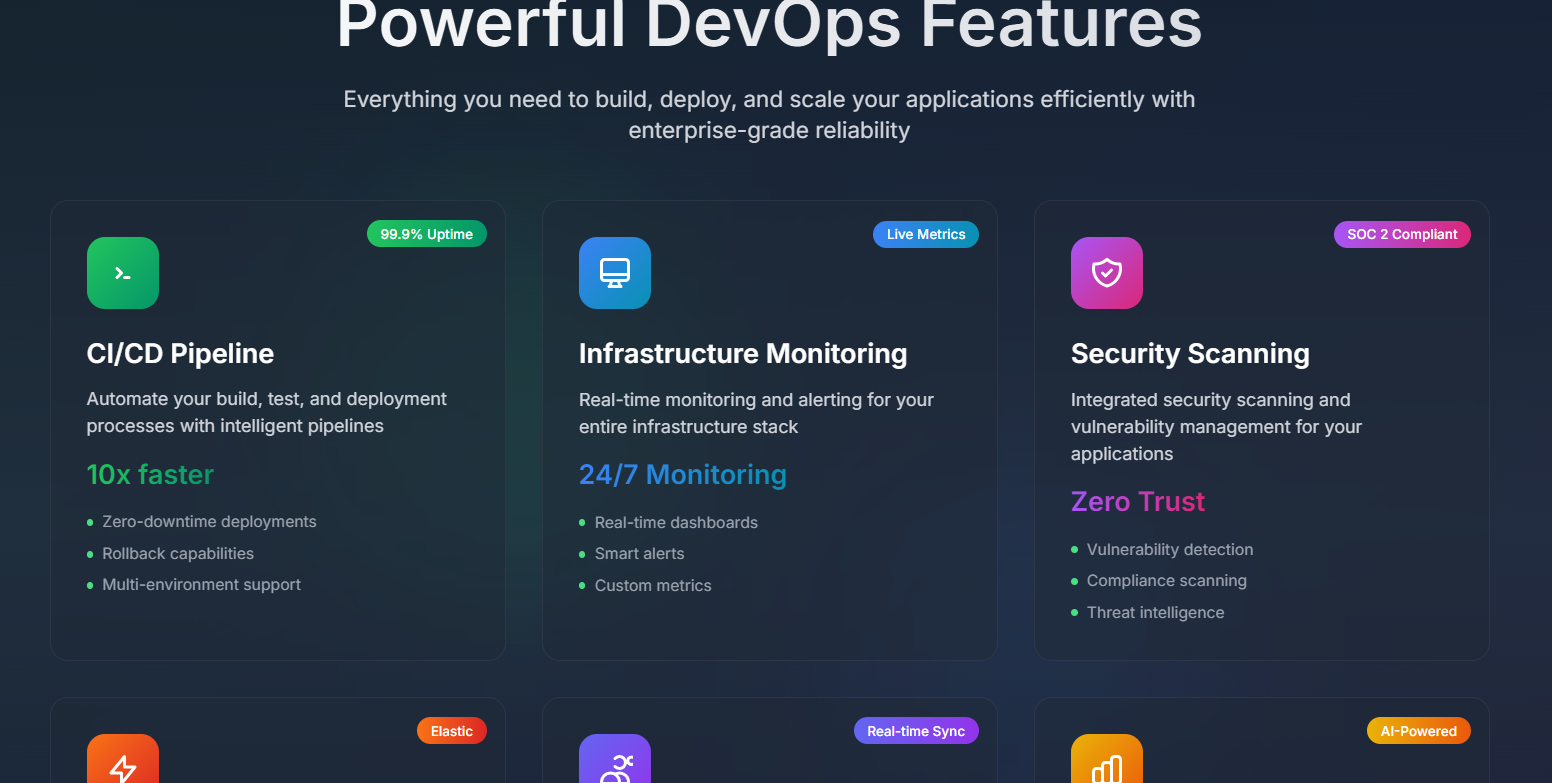 Powerful DevOps Features
Everything you need to build, deploy, and scale your applications efficiently with
enterprise-grade reliability
99.9% Uptime
CI/CD Pipeline
Automate your build, test, and deployment
processes with intelligent pipelines
10x faster
Zero-downtime deployments
Rollback capabilities
Multi-environment support
Live Metrics
Infrastructure Monitoring
Real-time monitoring and alerting for your
entire infrastructure stack
24/7 Monitoring
Real-time dashboards
Smart alerts
Custom metrics
SOC 2 Compliant
Security Scanning
Integrated security scanning and
vulnerability management for your
applications
Zero Trust
Vulnerability detection
Compliance scanning
Threat intelligence
Elastic
Real-time Sync
AI-Powered